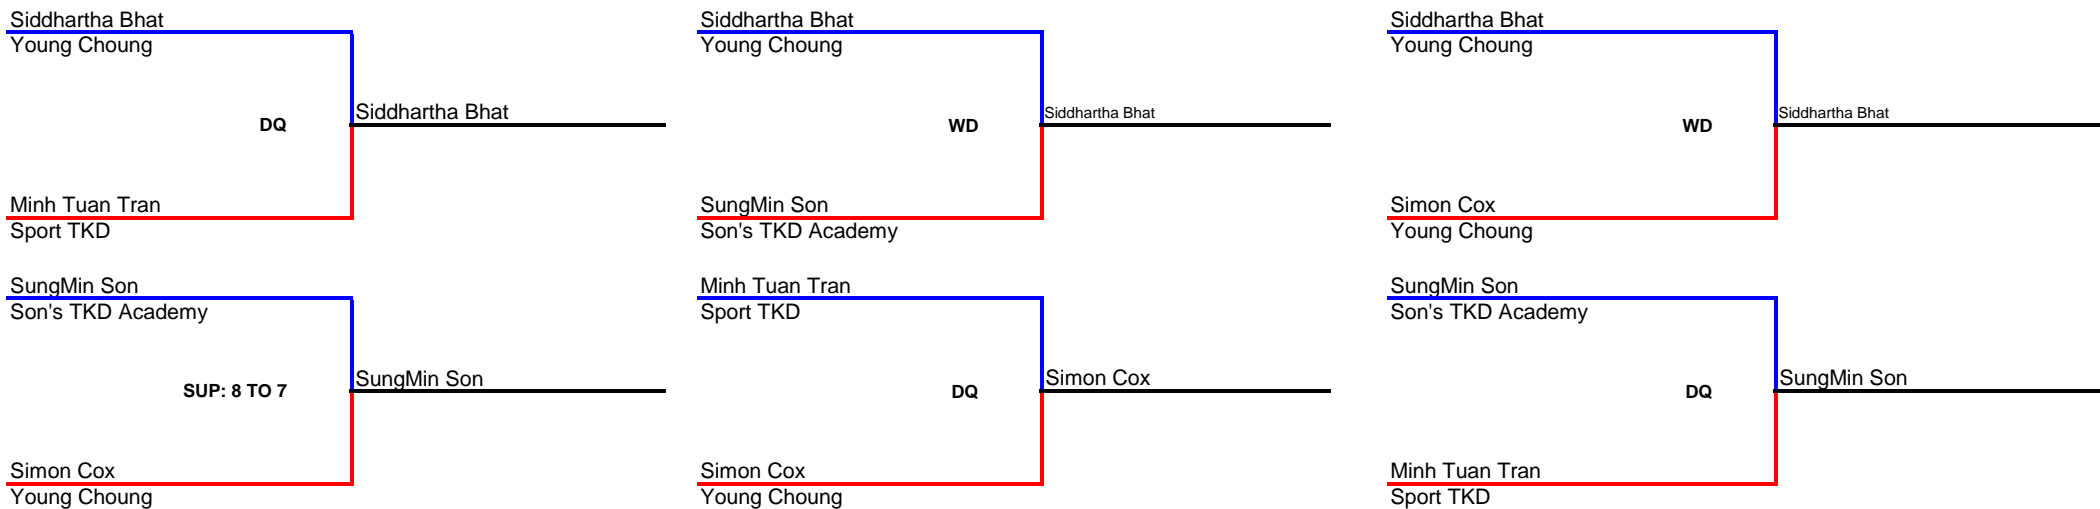 Siddhartha Bhat
Young Choung
DQ
Siddhartha Bhat
Minh Tuan Tran
Sport TKD
Siddhartha Bhat
Young Choung
WD
Siddhartha Bhat
SungMin Son
Son's TKD Academy
Siddhartha Bhat
Young Choung
WD
Siddhartha Bhat
Simon Cox
Young Choung
SungMin Son
Son's TKD Academy
SUP: 8 TO 7
SungMin Son
Simon Cox
Young Choung
Minh Tuan Tran
Sport TKD
DQ
Simon Cox
Simon Cox
Young Choung
SungMin Son
Son's TKD Academy
DQ
SungMin Son
Minh Tuan Tran
Sport TKD